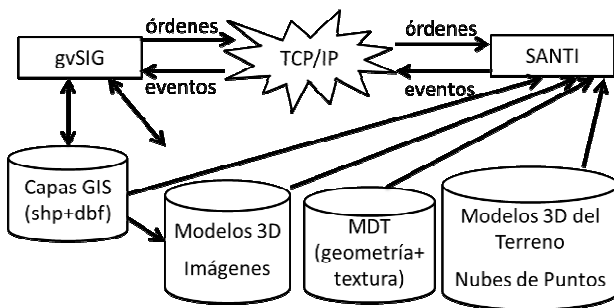 órdenes
órdenes
gvSIG
TCP/IP
SANTI
eventos
eventos
Capas GIS
(shp+dbf)
Modelos 3D
Imágenes
MDT
(geometría+
textura)
Modelos 3D del
Terreno
Nubes de Puntos